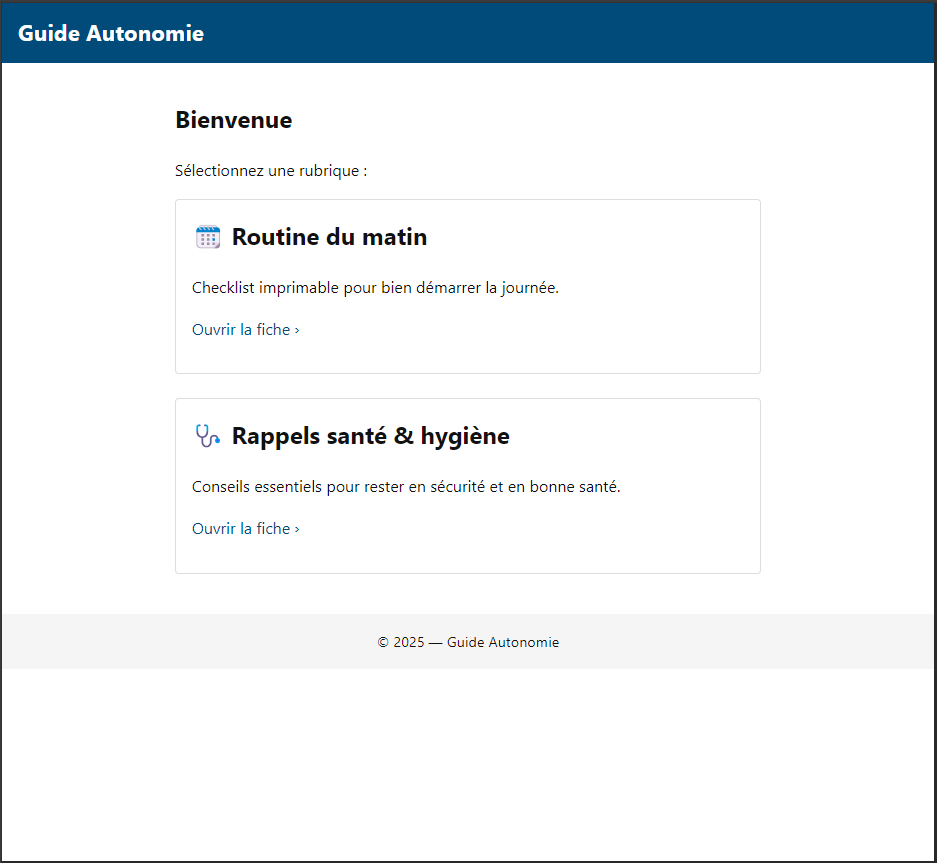 Guide Autonomie
Bienvenue
Sélectionnez une rubrique :
Routine du matin
Checklist imprimable pour bien démarrer la journée.
Ouvrir la fiche ›
Rappels santé & hygiène
Conseils essentiels pour rester en sécurité et en bonne santé.
Ouvrir la fiche ›
© 2025 — Guide Autonomie